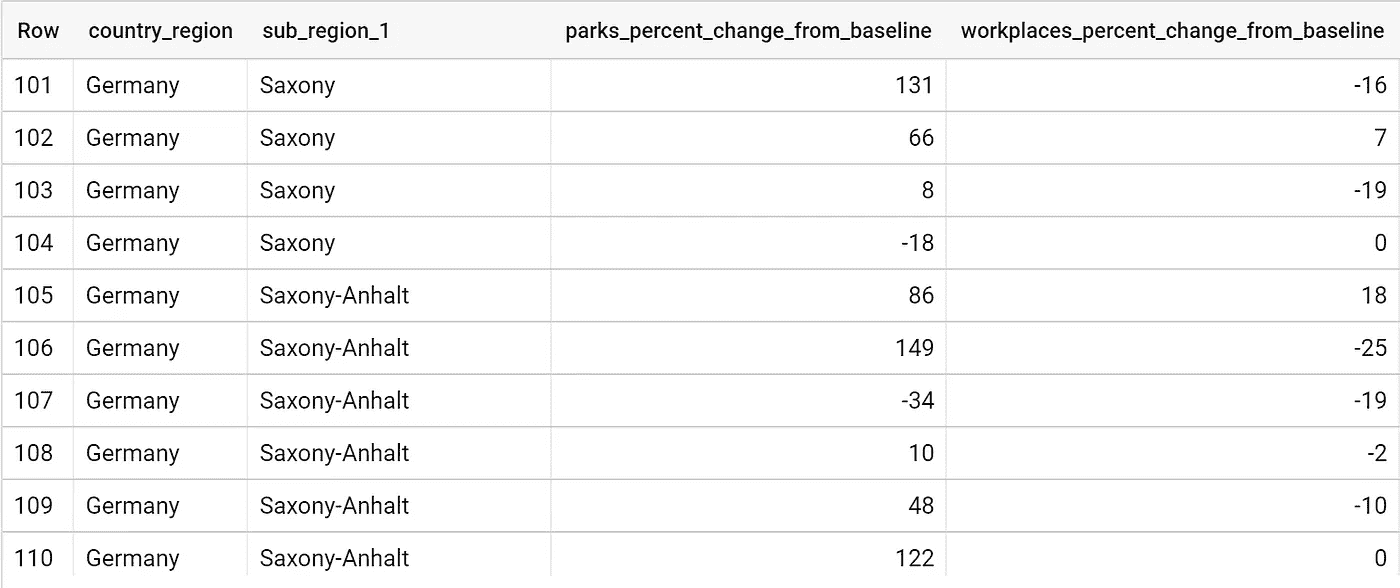 Row country_region sub_region_1 parks_percent_change_from_baseline workplaces_percent_change_from_baseline
101 Germany Saxony 131 -16
102 Germany Saxony 66 7
103 Germany Saxony 8 -19
104 Germany Saxony -18 0
105 Germany Saxony-Anhalt 86 18
106 Germany Saxony-Anhalt 149 -25
107 Germany Saxony-Anhalt -34 -19
108 Germany Saxony-Anhalt 10 -2
109 Germany Saxony-Anhalt 48 -10
110 Germany Saxony-Anhalt 122 0